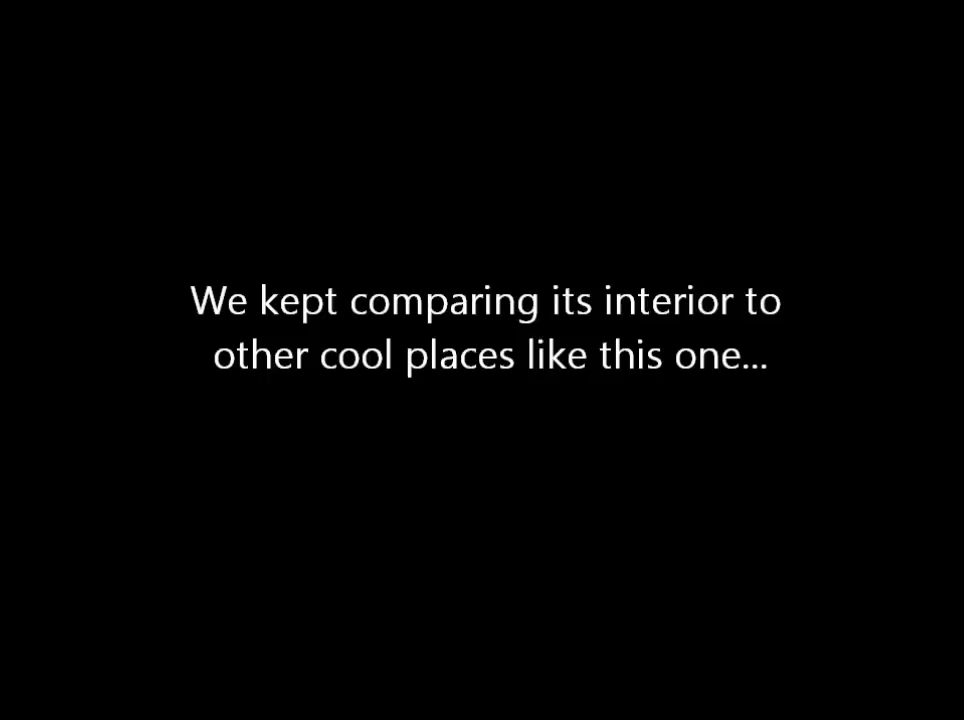 We kept comparing its interior to
other cool places like this one...